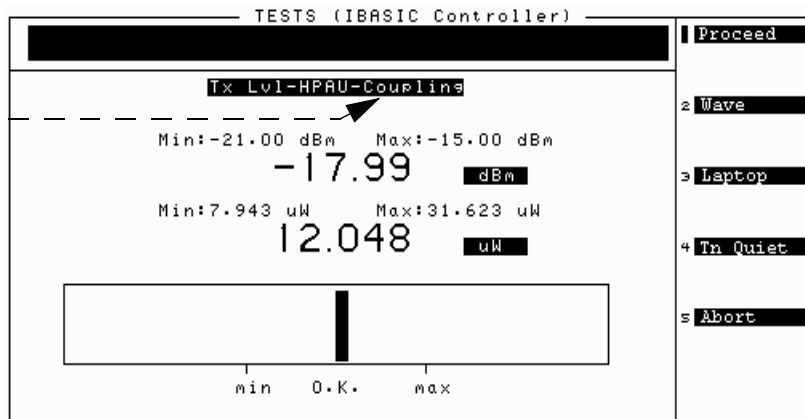 TESTS (IBASIC Controller)
Tx Lvl-HPAU-Coupling
Min:-21.00 dBm Max:-15.00 dBm
-17.99 dBm
Min:7.943 uW Max:31.623 uW
12.048 uW
min O.K. max
1 Proceed
2 Wave
3 Laptop
4 Tn Quiet
5 Abort